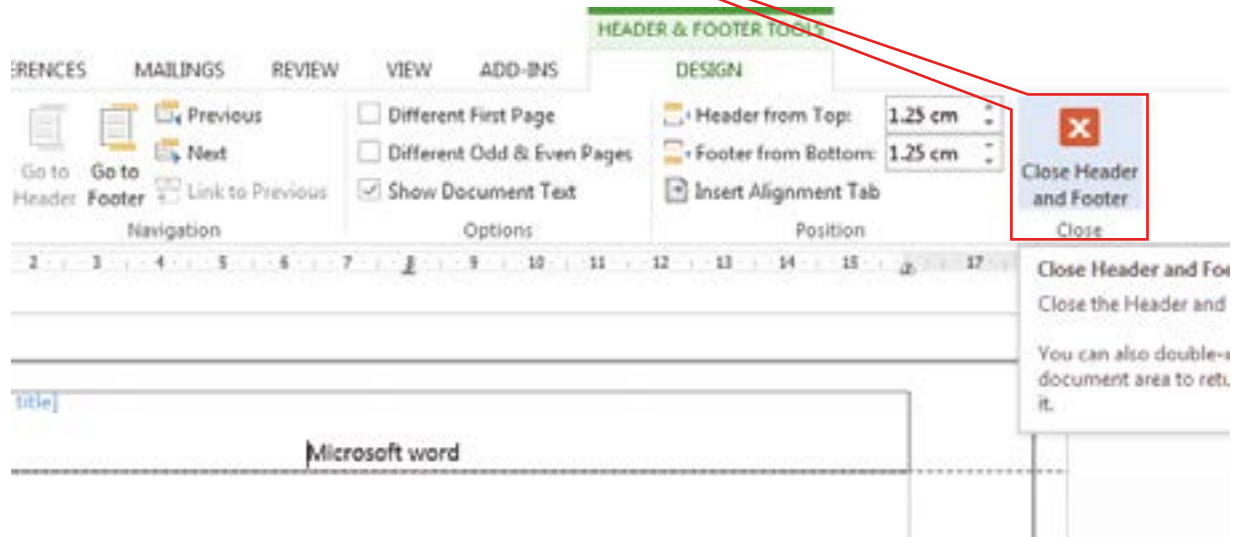 HEADER & FOOTER TOOLS
ERENCES MAILINGS REVIEW VIEW ADD-INS DESIGN
Previous
Next
Link to Previous
Go to Header
Go to Footer
Navigation
Different First Page
Different Odd & Even Pages
Show Document Text
Options
Header from Top: 1.25 cm
Footer from Bottom: 1.25 cm
Insert Alignment Tab
Position
Close Header
and Footer
Close
2 3 4 5 6 7 8 9 10 11 12 13 14 15 17
Close Header and Foo
Close the Header and
You can also double-
document area to retu
it.
title]
Microsoft word